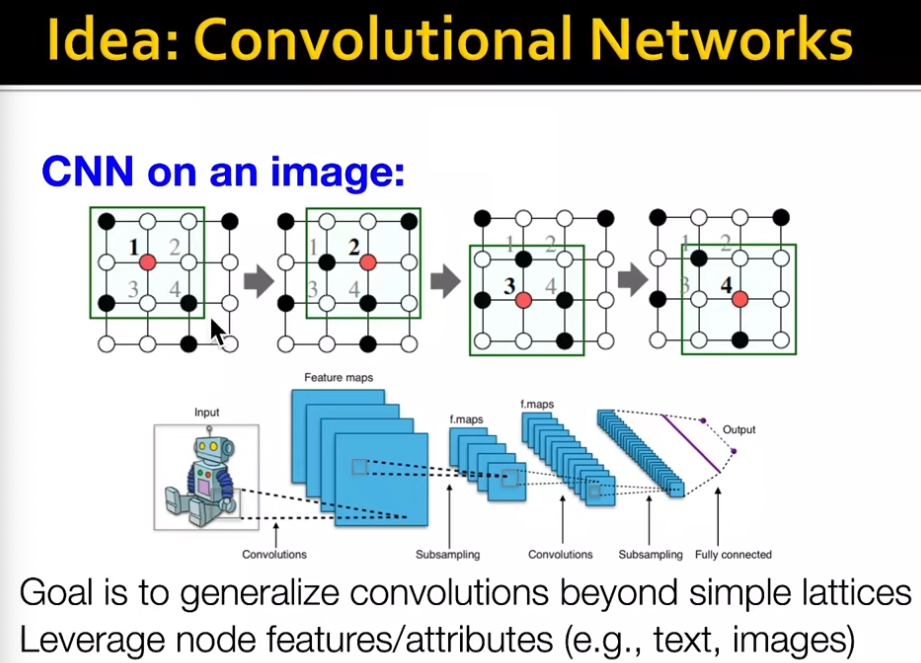 Idea: Convolutional Networks
CNN on an image:
1 2
3 4
1 2
3 4
1 2
3 4
1 2
3 4
Feature maps
Input
f.maps
f.maps
Output
Convolutions
Subsampling
Convolutions
Subsampling
Fully connected
Goal is to generalize convolutions beyond simple lattices
Leverage node features/attributes (e.g., text, images)